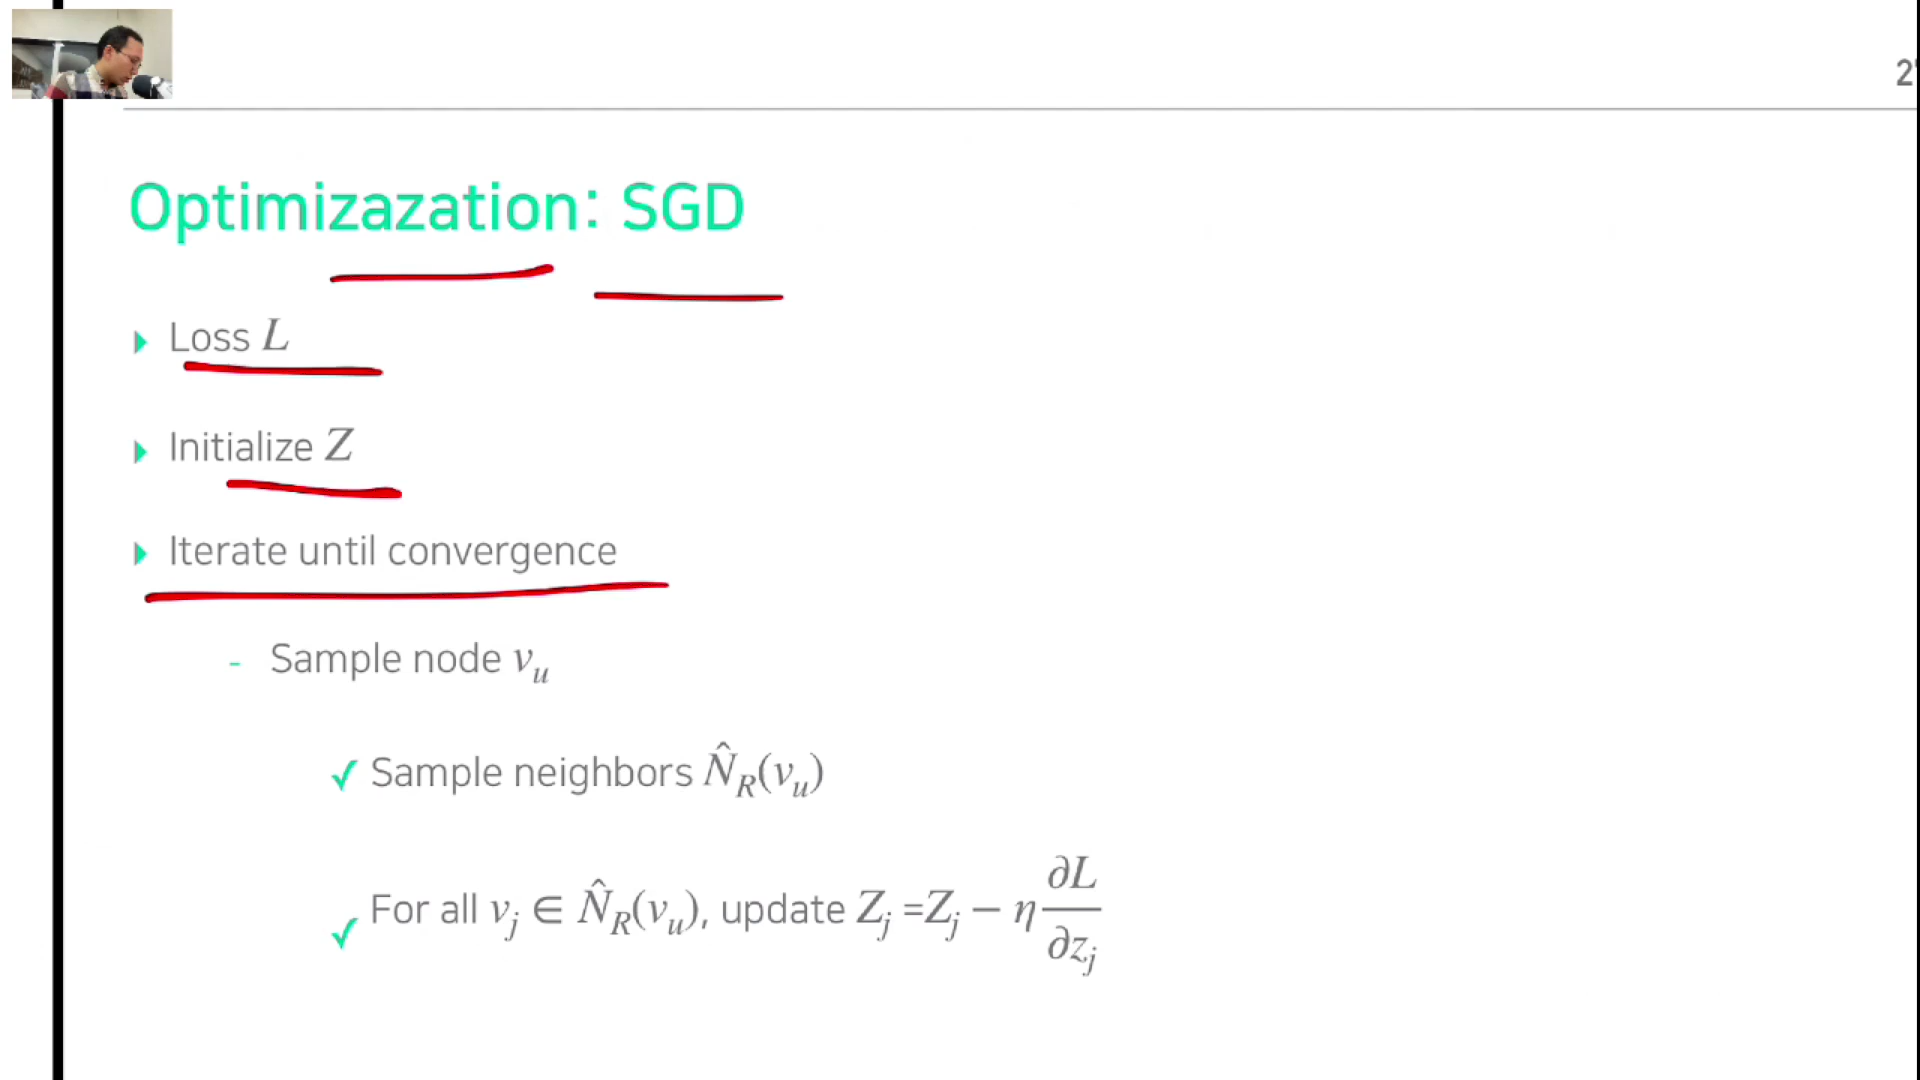 Optimizazation: SGD
Loss L
Initialize Z
Iterate until convergence
- Sample node v_u
✓ Sample neighbors N̂_R(v_u)
✓ For all v_j ∈ N̂_R(v_u), update Z_j =Z_j − η ∂L/∂z_j